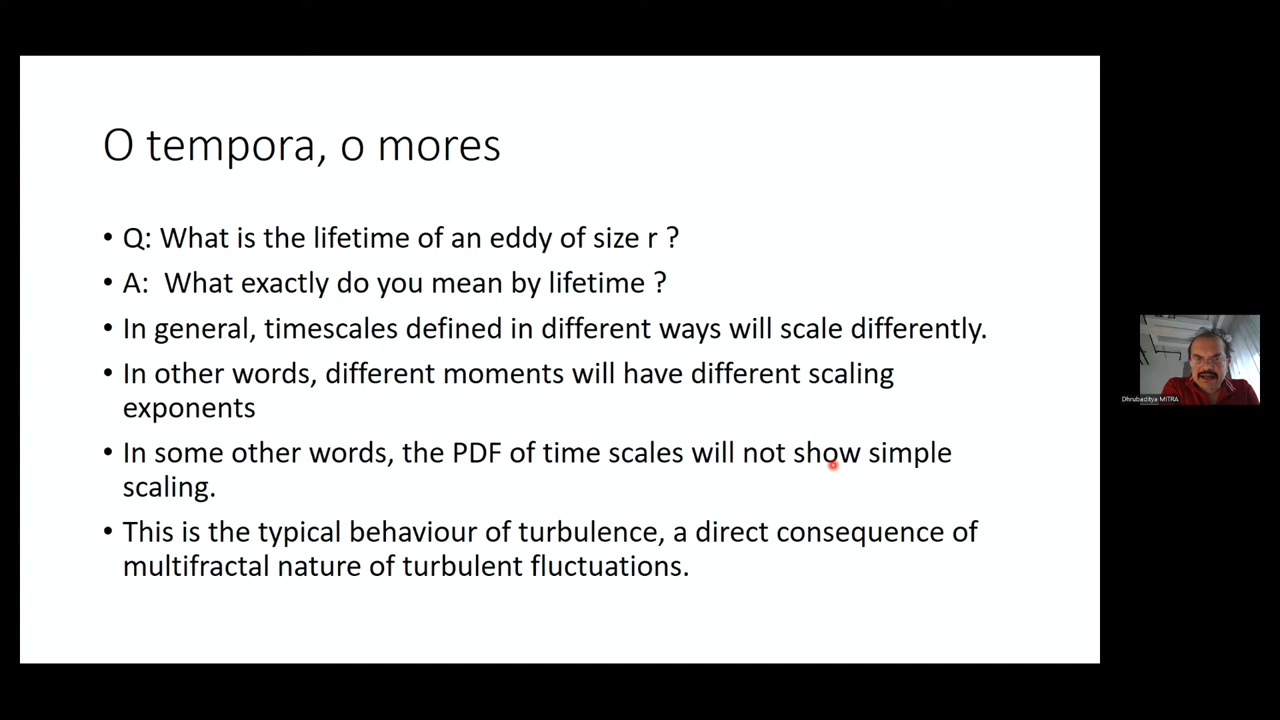 O tempora, o mores
• Q: What is the lifetime of an eddy of size r ?
• A:  What exactly do you mean by lifetime ?
• In general, timescales defined in different ways will scale differently.
• In other words, different moments will have different scaling
exponents
• In some other words, the PDF of time scales will not show simple
scaling.
• This is the typical behaviour of turbulence, a direct consequence of
multifractal nature of turbulent fluctuations.
Dhrubaditya MITRA